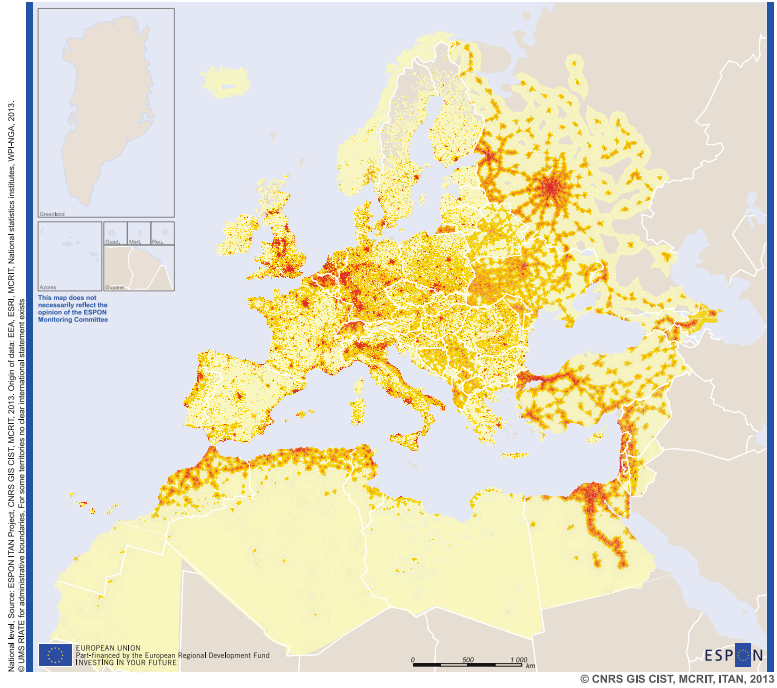 National level. Source: ESPON ITAN Project, CNRS GIS CIST, MCRIT, 2013. Origin of data: EEA, ESRI, MCRIT, National statistics institutes, WPI-NGA, 2013.
© UMS RIATE for administrative boundaries. For some territories no clear international statement exists
Greenland
Azores
Guad.
Mart.
Reu.
Guyane
This map does not
necessarily reflect the
opinion of the ESPON
Monitoring Committee
EUROPEAN UNION
Part-financed by the European Regional Development Fund
INVESTING IN YOUR FUTURE
0 500 1 000
km
ESPON
© CNRS GIS CIST, MCRIT, ITAN, 2013